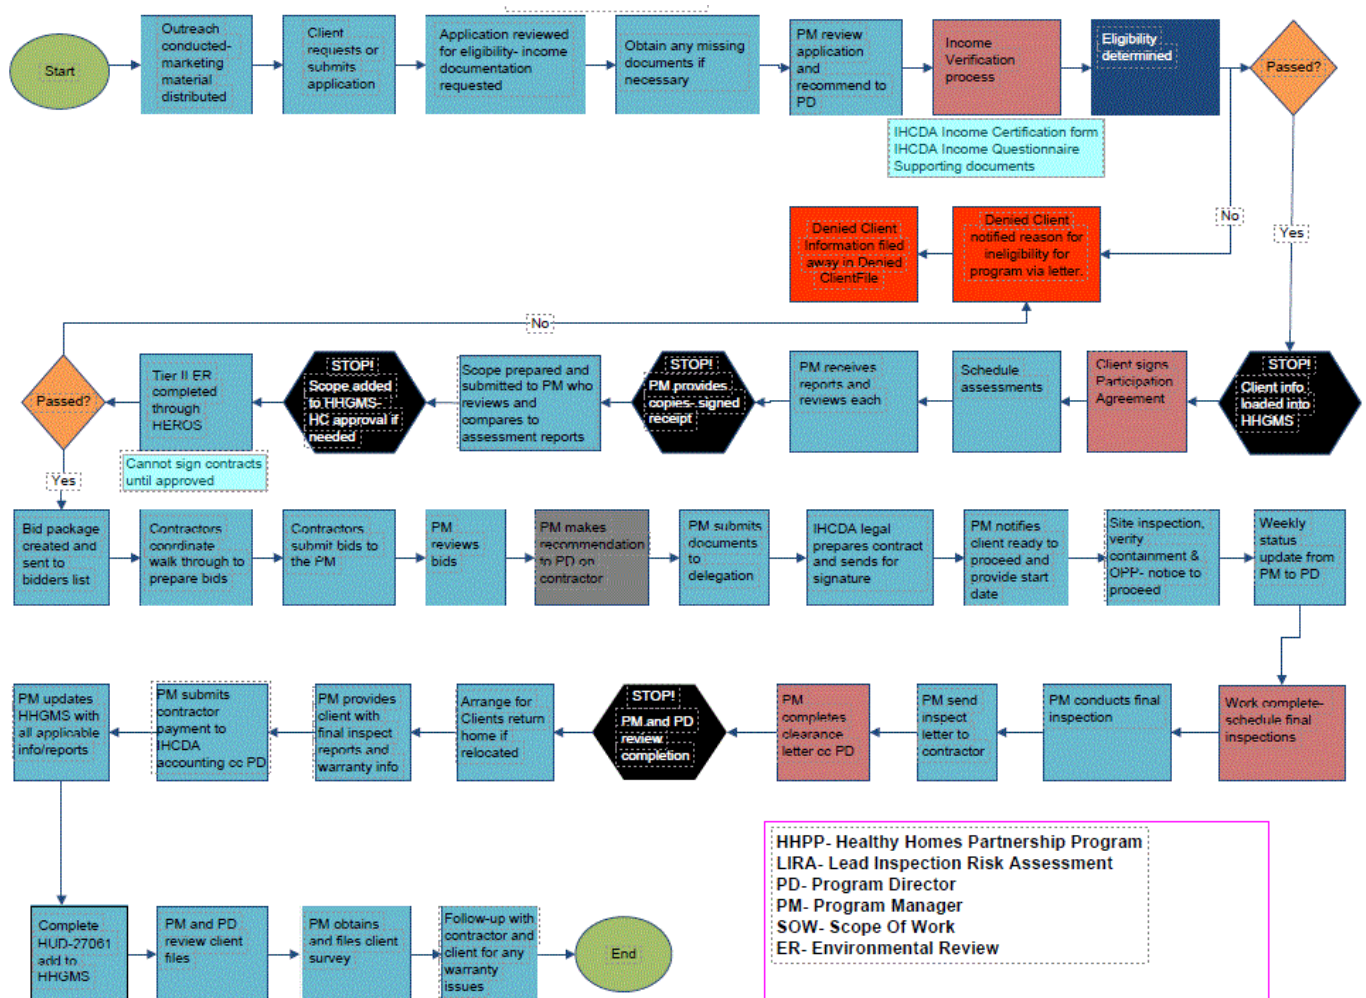 Start
Outreach
conducted-
marketing
material
distributed
Client
requests or
submits
application
Application reviewed
for eligibility- income
documentation
requested
Obtain any missing
documents if
necessary
PM review
application
and
recommend to
PD
Income
Verification
process
Eligibility
determined
Passed?
IHCDA Income Certification form
IHCDA Income Questionnaire
Supporting documents
No
Yes
Denied Client
Information filed
away in Denied
ClientFile
Denied Client
notified reason for
ineligibility for
program via letter.
No
Passed?
Tier II ER
completed
through
HEROS
STOP!
Scope added
to HHGMS-
HC approval if
needed
Scope prepared and
submitted to PM who
reviews and
compares to
assessment reports
STOP!
PM provides
copies- signed
receipt
PM receives
reports and
reviews each
Schedule
assessments
Client signs
Participation
Agreement
STOP!
Client info
loaded into
HHGMS
Cannot sign contracts
until approved
Yes
Bid package
created and
sent to
bidders list
Contractors
coordinate
walk through to
prepare bids
Contractors
submit bids to
the PM
PM
reviews
bids
PM makes
recommendation
to PD on
contractor
PM submits
documents
to
delegation
IHCDA legal
prepares contract
and sends for
signature
PM notifies
client ready to
proceed and
provide start
date
Site inspection,
verify
containment &
OPP- notice to
proceed
Weekly
status
update from
PM to PD
PM updates
HHGMS with
all applicable
info/reports
PM submits
contractor
payment to
IHCDA
accounting cc PD
PM provides
client with
final inspect
reports and
warranty info
Arrange for
Clients return
home if
relocated
STOP!
PM and PD
review
completion
PM
completes
clearance
letter cc PD
PM send
inspect
letter to
contractor
PM conducts final
inspection
Work complete-
schedule final
inspections
HHPP- Healthy Homes Partnership Program
LIRA- Lead Inspection Risk Assessment
PD- Program Director
PM- Program Manager
SOW- Scope Of Work
ER- Environmental Review
Complete
HUD-27061
add to
HHGMS
PM and PD
review client
files
PM obtains
and files client
survey
Follow-up with
contractor and
client for any
warranty
issues
End